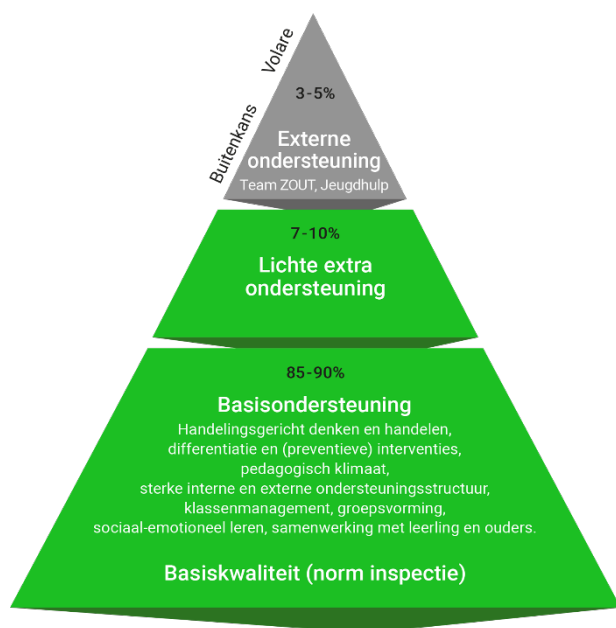 Volare
Buitenkans
3-5%
Externe
ondersteuning
Team ZOUT, Jeugdhulp
7-10%
Lichte extra
ondersteuning
85-90%
Basisondersteuning
Handelingsgericht denken en handelen,
differentiatie en (preventieve) interventies,
pedagogisch klimaat,
sterke interne en externe ondersteuningsstructuur,
klassenmanagement, groepsvorming,
sociaal-emotioneel leren, samenwerking met leerling en ouders.
Basiskwaliteit (norm inspectie)